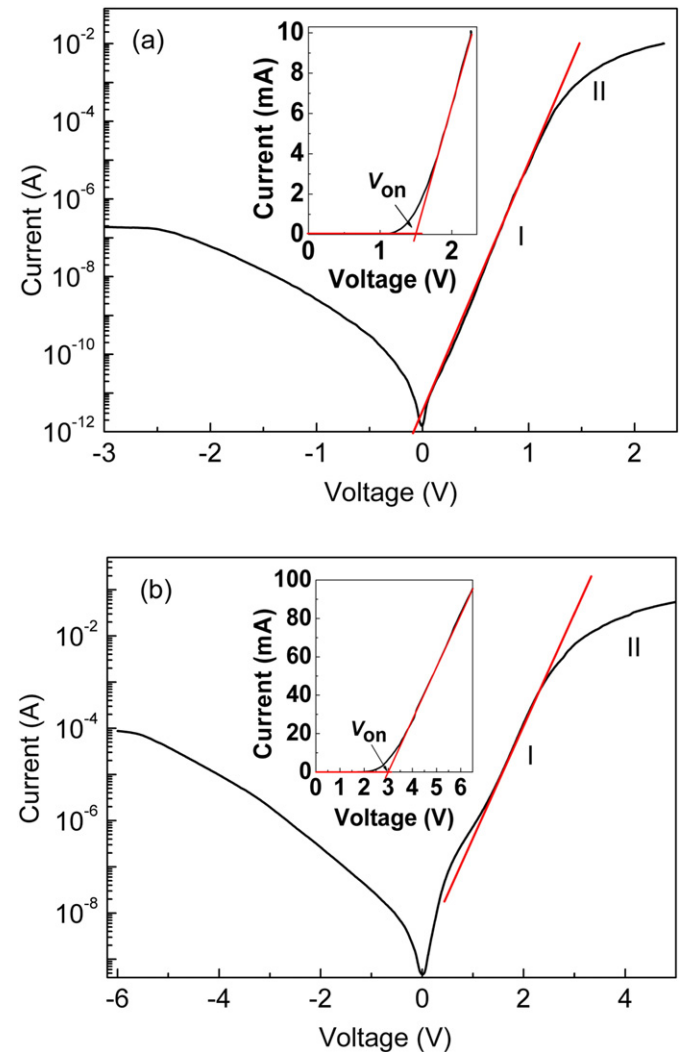 (a)
10⁻²
10⁻⁴
10⁻⁶
10⁻⁸
10⁻¹⁰
10⁻¹²
Current (A)
-3 -2 -1 0 1 2
Voltage (V)
I
II
10
8
6
4
2
0
Current (mA)
Von
0 1 2
Voltage (V)
(b)
10⁻²
10⁻⁴
10⁻⁶
10⁻⁸
Current (A)
-6 -4 -2 0 2 4
Voltage (V)
I
II
100
80
60
40
20
0
Current (mA)
Von
0 1 2 3 4 5 6
Voltage (V)